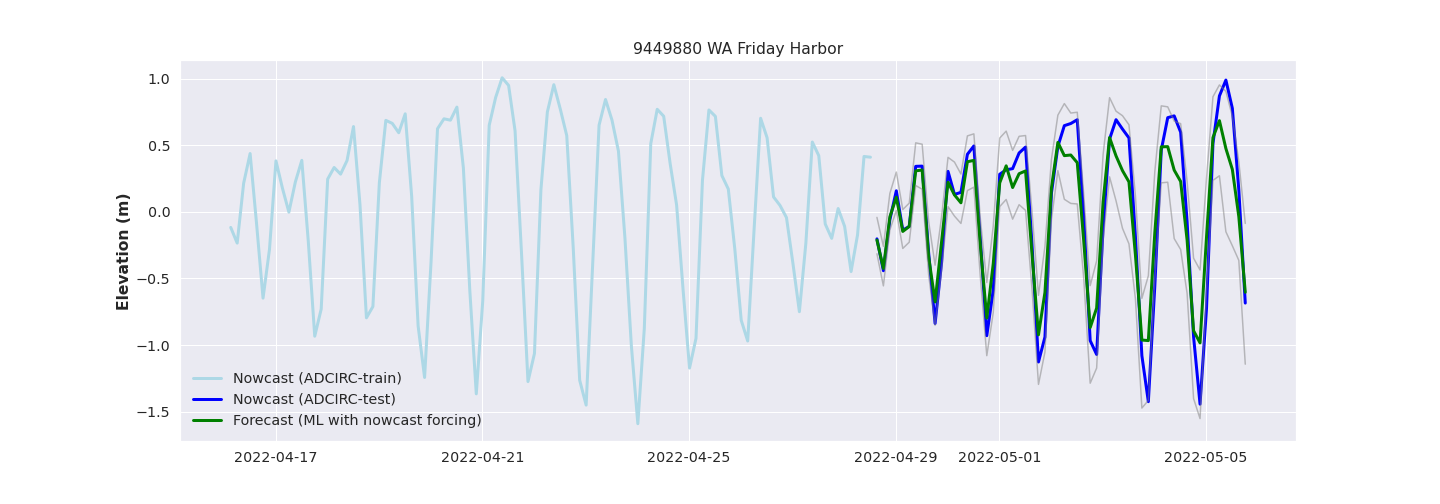 9449880 WA Friday Harbor
Elevation (m)
1.0
0.5
0.0
−0.5
−1.0
−1.5
Nowcast (ADCIRC-train)
Nowcast (ADCIRC-test)
Forecast (ML with nowcast forcing)
2022-04-17 2022-04-21 2022-04-25 2022-04-29 2022-05-01 2022-05-05